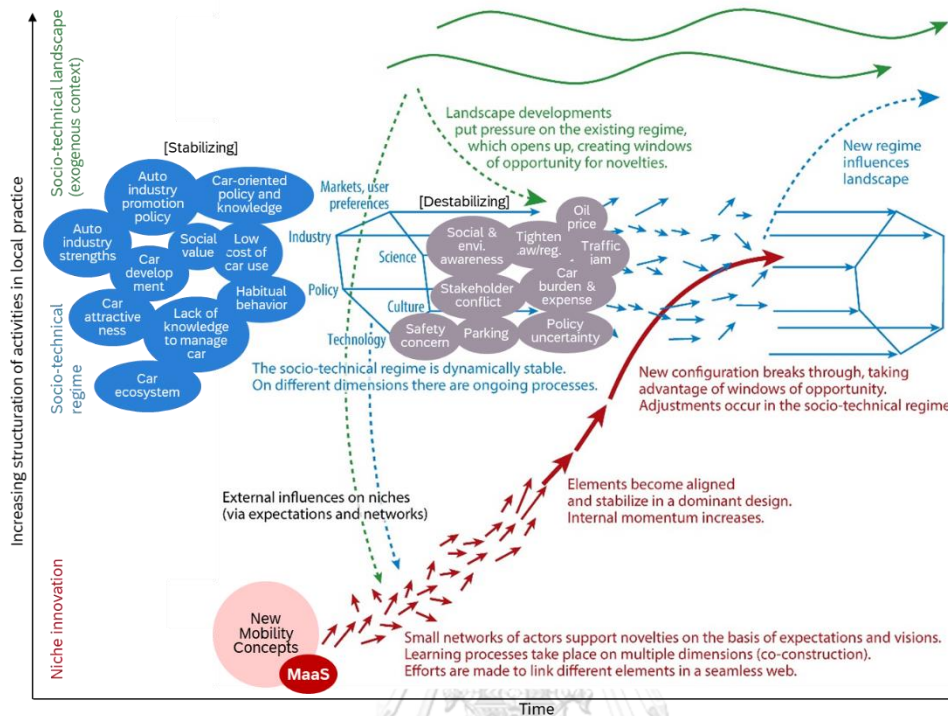 Increasing structuration of activities in local practice
Socio-technical landscape
(exogenous context)
Socio-technical
regime
Niche innovation
[Stabilizing]
Auto
industry
promotion
policy
Car-oriented
policy and
knowledge
Auto
industry
strengths
Social
value
Low
cost of
car use
Car
develop
ment
Habitual
behavior
Car
attractive
ness
Lack of
knowledge
to manage
car
Car
ecosystem
Landscape developments
put pressure on the existing regime,
which opens up, creating windows
of opportunity for novelties.
New regime
influences
landscape
Markets, user
preferences
Industry
Science
Policy
Culture
Technology
[Destabilizing]
Oil
price
Social &
envi.
awareness
Tighten
law/reg.
Traffic
jam
Stakeholder
conflict
Car
burden &
expense
Safety
concern
Parking
Policy
uncertainty
The socio-technical regime is dynamically stable.
On different dimensions there are ongoing processes.
New configuration breaks through, taking
advantage of windows of opportunity.
Adjustments occur in the socio-technical regime
External influences on niches
(via expectations and networks)
Elements become aligned
and stabilize in a dominant design.
Internal momentum increases.
New
Mobility
Concepts
MaaS
Small networks of actors support novelties on the basis of expectations and visions.
Learning processes take place on multiple dimensions (co-construction).
Efforts are made to link different elements in a seamless web.
Time